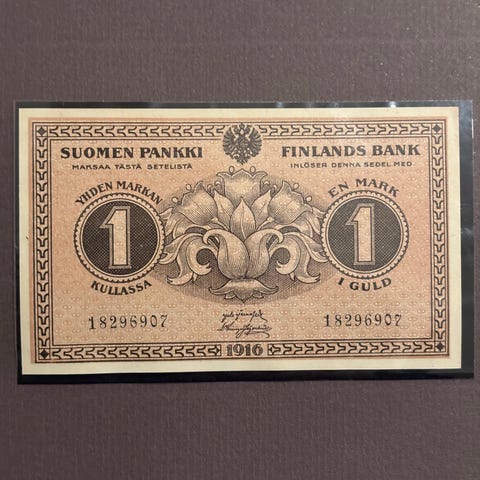 SUOMEN PANKKI
MAKSAA TÄSTÄ SETELISTÄ
FINLANDS BANK
INLÖSER DENNA SEDEL MED
YHDEN MARKAN
1
KULLASSA
EN MARK
1
I GULD
18296907
18296907
1916